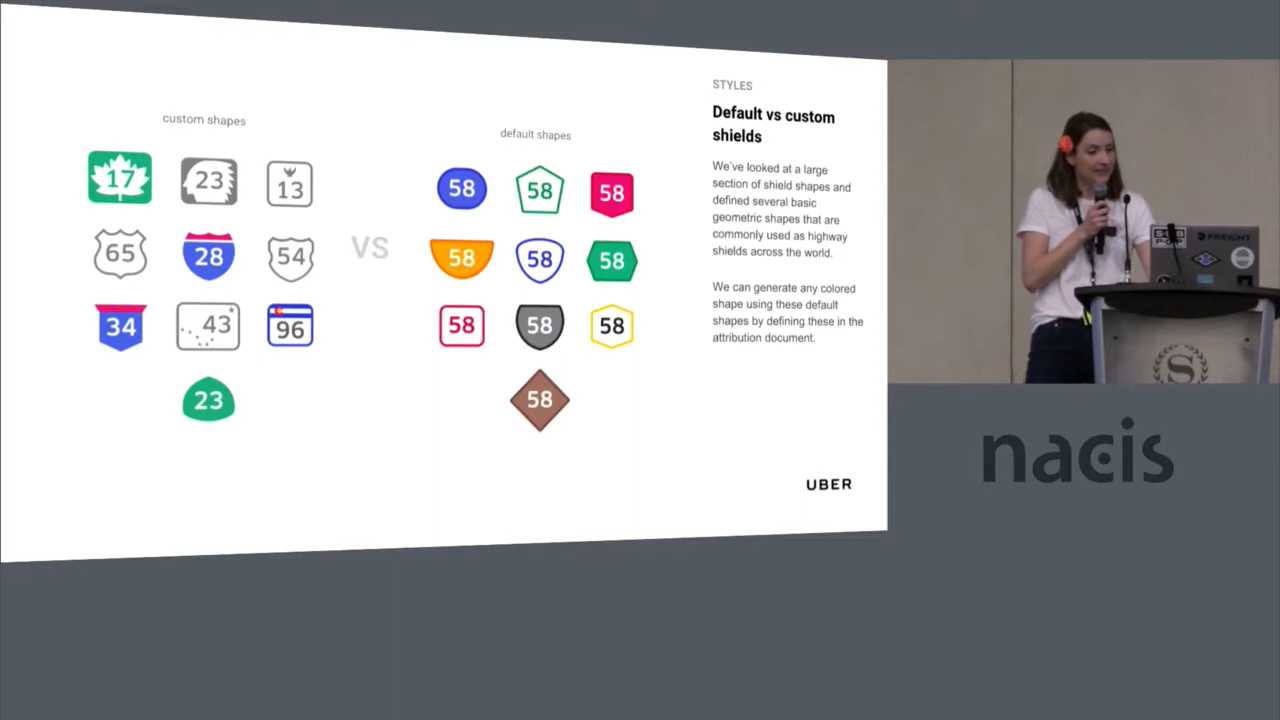 custom shapes
17
23
13
65
28
54
34
43
96
23
VS
default shapes
58
58
58
58
58
58
58
58
58
58
STYLES
Default vs custom
shields
We've looked at a large
section of shield shapes and
defined several basic
geometric shapes that are
commonly used as highway
shields across the world.
We can generate any colored
shape using these default
shapes by defining these in the
attribution document.
UBER
FREIGHT
S
nacis